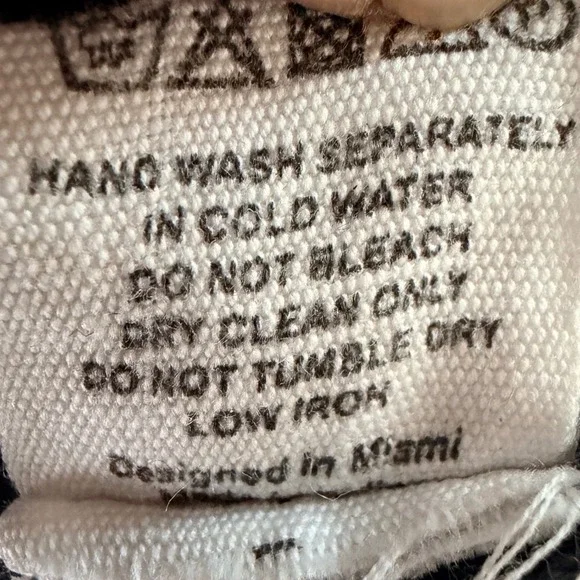 HAND WASH SEPARATELY
IN COLD WATER
DO NOT BLEACH
DRY CLEAN ONLY
DO NOT TUMBLE DRY
LOW IRON
Designed in Miami